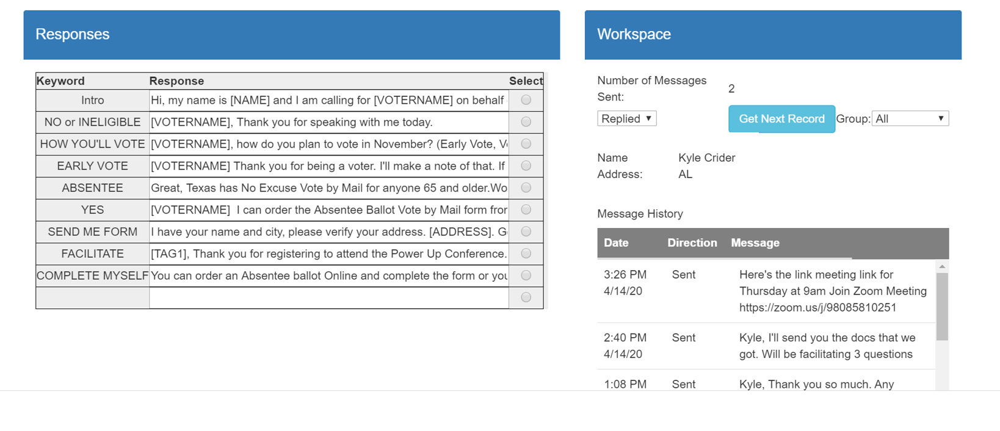 Responses
Keyword Response Select
Intro Hi, my name is [NAME] and I am calling for [VOTERNAME] on behalf
NO or INELIGIBLE [VOTERNAME], Thank you for speaking with me today.
HOW YOU'LL VOTE [VOTERNAME], how do you plan to vote in November? (Early Vote,
EARLY VOTE [VOTERNAME] Thank you for being a voter. I'll make a note of that. If
ABSENTEE Great, Texas has No Excuse Vote by Mail for anyone 65 and older.Wo
YES [VOTERNAME]  I can order the Absentee Ballot Vote by Mail form
SEND ME FORM I have your name and city, please verify your address. [ADDRESS].
FACILITATE [TAG1], Thank you for registering to attend the Power Up Conference.
COMPLETE MYSELF You can order an Absentee ballot Online and complete the form or
Workspace
Number of Messages
Sent:
2
Replied Get Next Record Group: All
Name Kyle Crider
Address: AL
Message History
Date Direction Message
3:26 PM Sent Here's the link meeting link for
4/14/20 Thursday at 9am Join Zoom Meeting
https://zoom.us/j/98085810251
2:40 PM Sent Kyle, I'll send you the docs that we
4/14/20 got. Will be facilitating 3 questions
1:08 PM Sent Kyle, Thank you so much. Any